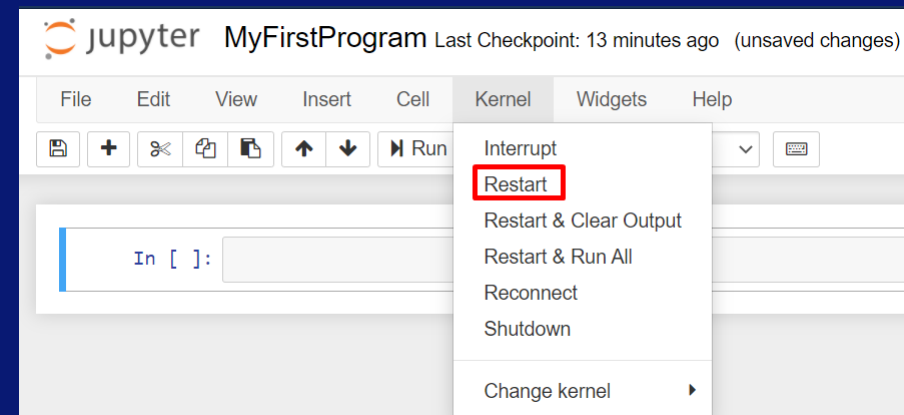 jupyter MyFirstProgram Last Checkpoint: 13 minutes ago (unsaved changes)
File Edit View Insert Cell Kernel Widgets Help
Run
Interrupt
Restart
Restart & Clear Output
Restart & Run All
Reconnect
Shutdown
Change kernel
In [ ]: